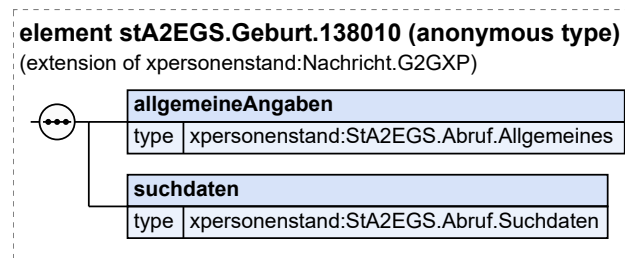 element stA2EGS.Geburt.138010 (anonymous type)
(extension of xpersonenstand:Nachricht.G2GXP)
allgemeineAngaben
type xpersonenstand:StA2EGS.Abruf.Allgemeines
suchdaten
type xpersonenstand:StA2EGS.Abruf.Suchdaten